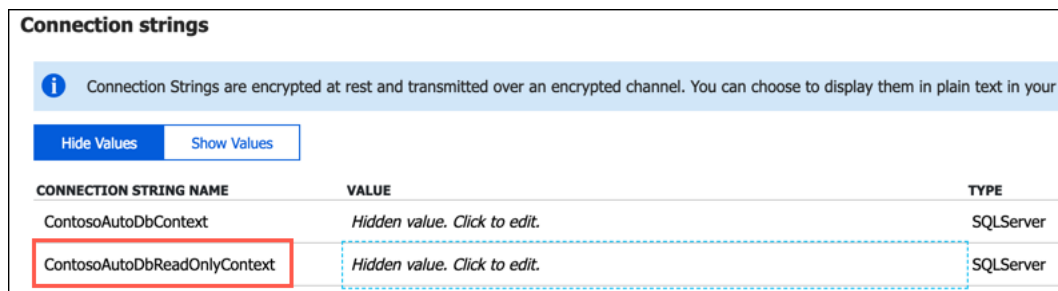 Connection strings
Connection Strings are encrypted at rest and transmitted over an encrypted channel. You can choose to display them in plain text in your
Hide Values Show Values
CONNECTION STRING NAME VALUE TYPE
ContosoAutoDbContext Hidden value. Click to edit. SQLServer
ContosoAutoDbReadOnlyContext Hidden value. Click to edit. SQLServer